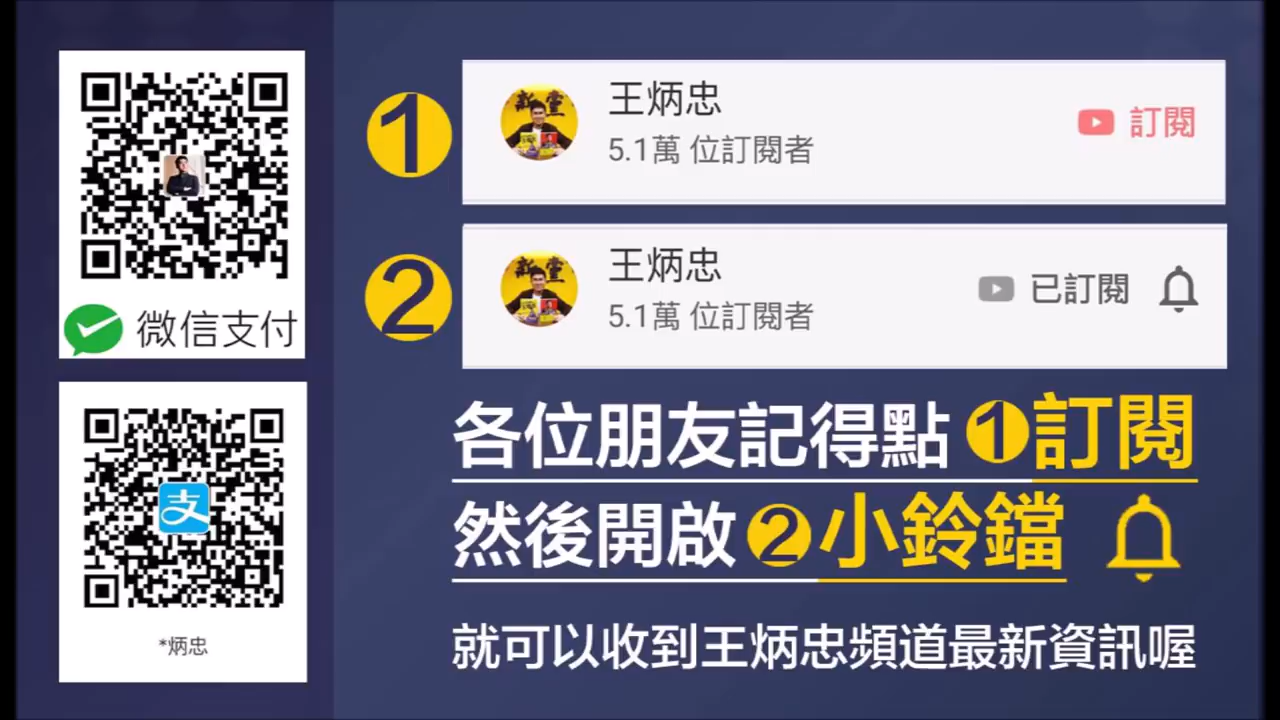 微信支付
支
*炳忠
1
王炳忠
5.1萬 位訂閱者
訂閱
2
王炳忠
5.1萬 位訂閱者
已訂閱
各位朋友記得點1訂閱
然後開啟2小鈴鐺
就可以收到王炳忠頻道最新資訊喔